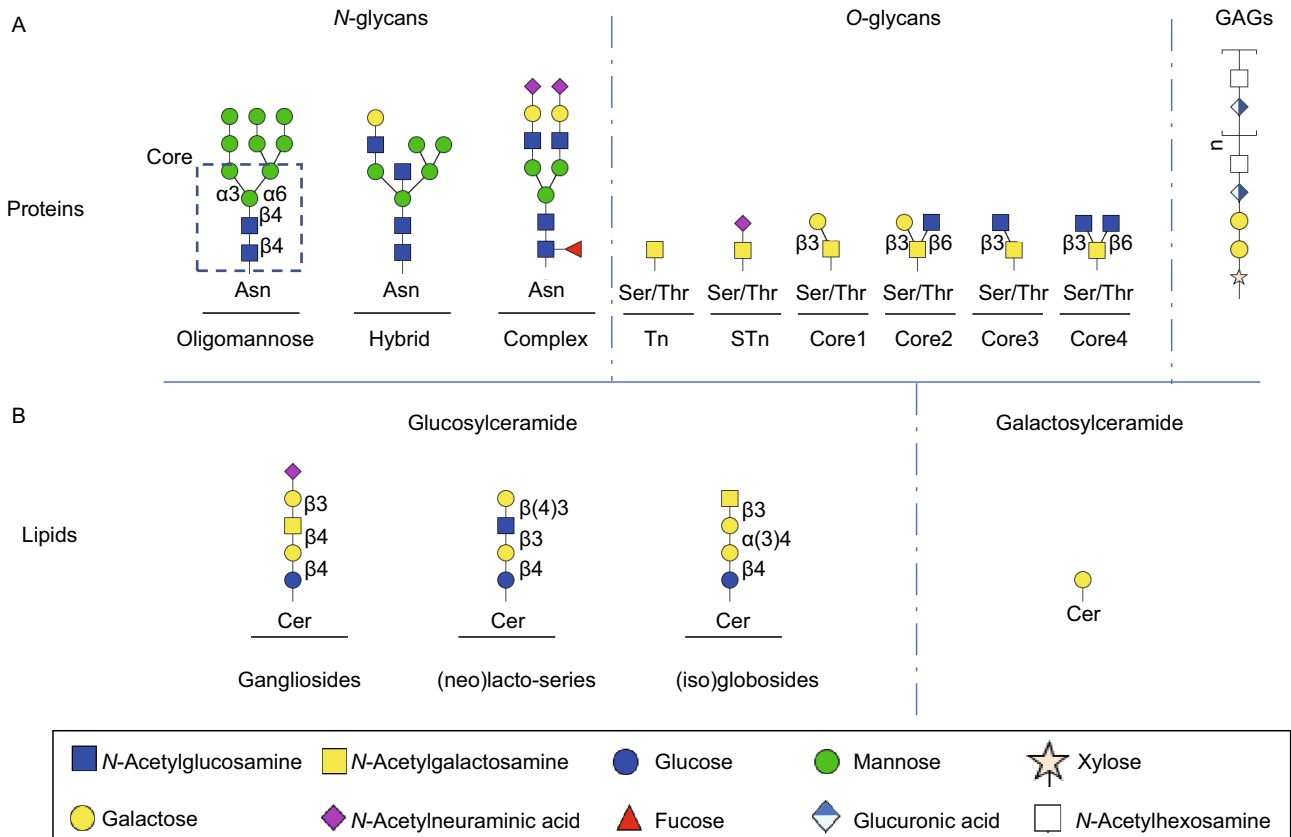 A
N-glycans
O-glycans
GAGs
Core
α3 α6
β4
β4
Proteins
n
β3
β3 β6
β3
β3 β6
Asn Asn Asn Ser/Thr Ser/Thr Ser/Thr Ser/Thr Ser/Thr Ser/Thr
Oligomannose Hybrid Complex Tn STn Core1 Core2 Core3 Core4
B
Glucosylceramide
Galactosylceramide
Lipids
β3 β(4)3 β3
β4 β3 α(3)4
β4 β4 β4
Cer Cer Cer Cer
Gangliosides (neo)lacto-series (iso)globosides
N-Acetylglucosamine N-Acetylgalactosamine Glucose Mannose Xylose
Galactose N-Acetylneuraminic acid Fucose Glucuronic acid N-Acetylhexosamine